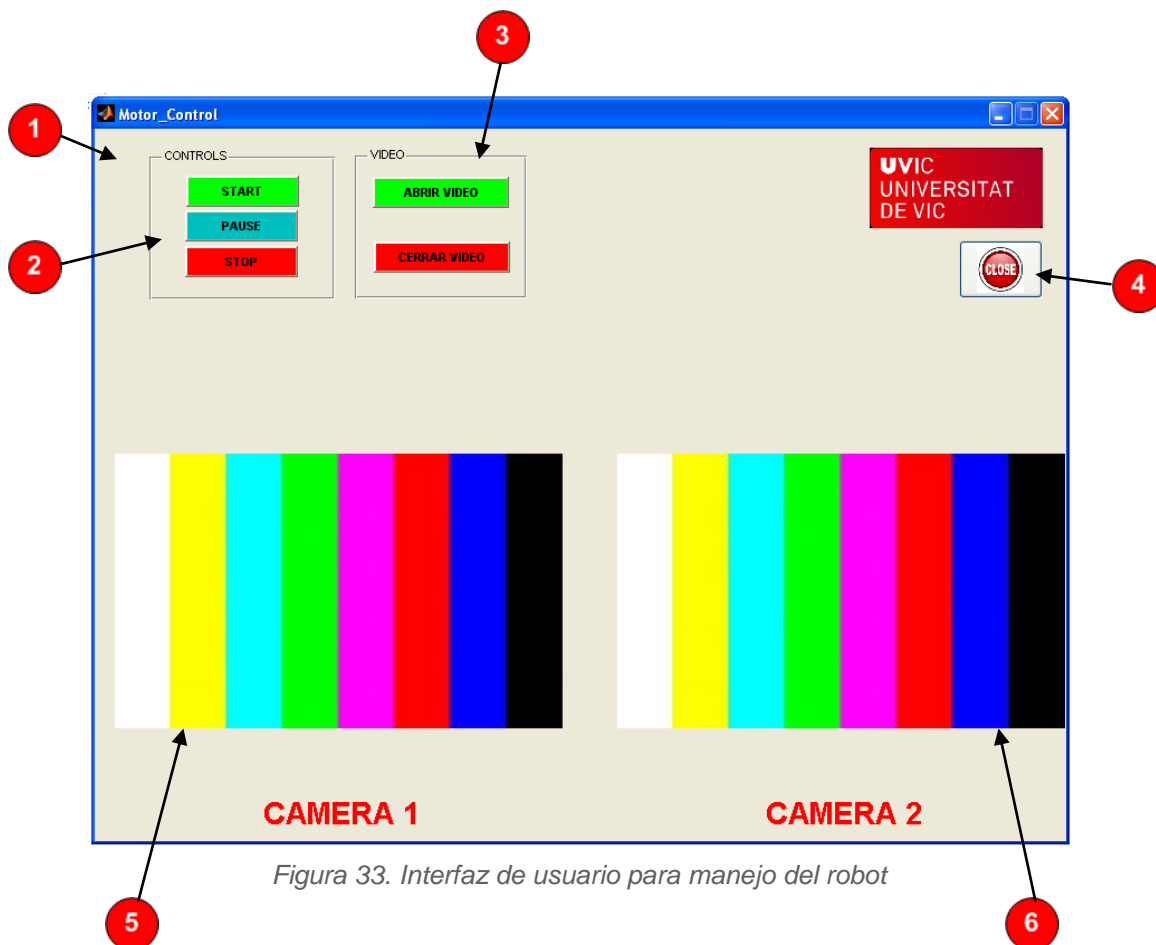 3
Motor_Control
1
CONTROLS
START
PAUSE
STOP
2
VIDEO
ABRIR VIDEO
CERRAR VIDEO
UVIC
UNIVERSITAT
DE VIC
CLOSE
4
CAMERA 1
CAMERA 2
Figura 33. Interfaz de usuario para manejo del robot
5
6